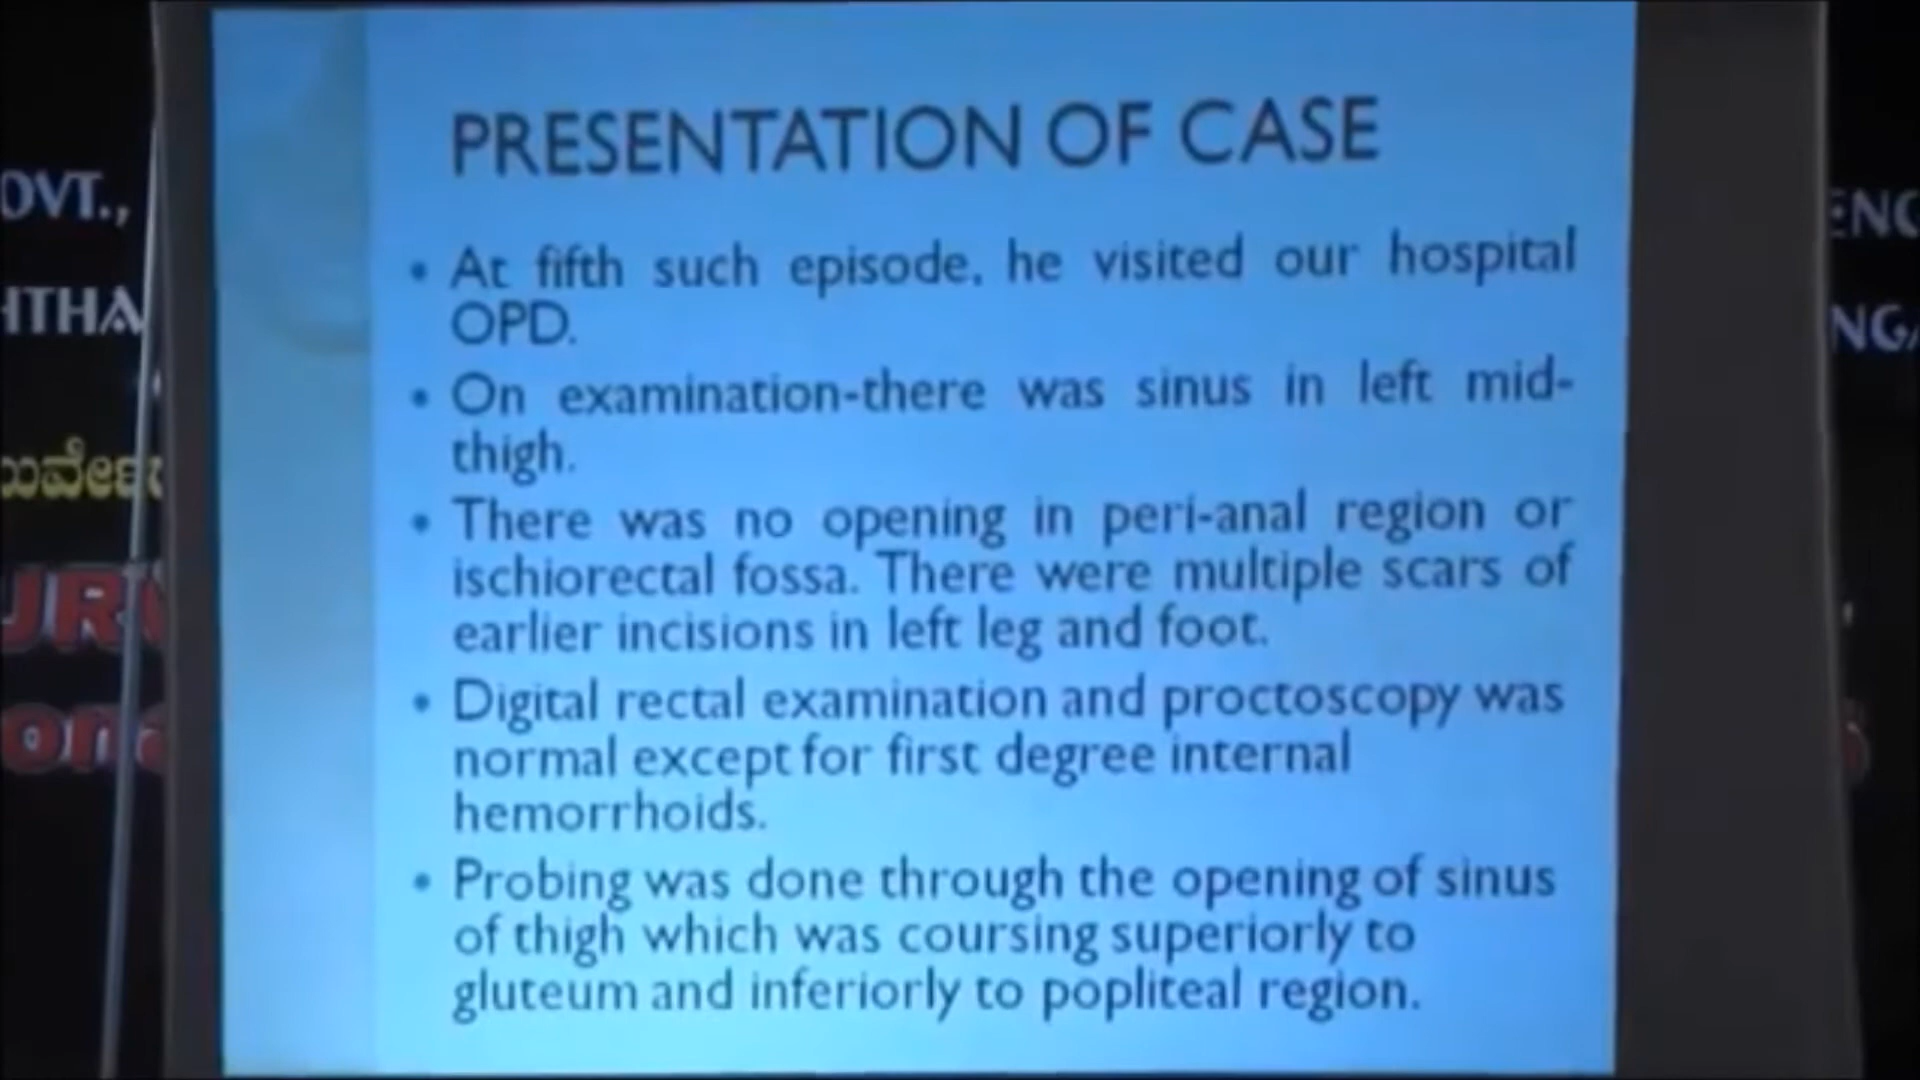 PRESENTATION OF CASE
• At fifth such episode, he visited our hospital
OPD.
• On examination-there was sinus in left mid-
thigh.
• There was no opening in peri-anal region or
ischiorectal fossa. There were multiple scars of
earlier incisions in left leg and foot.
• Digital rectal examination and proctoscopy was
normal except for first degree internal
hemorrhoids.
• Probing was done through the opening of sinus
of thigh which was coursing superiorly to
gluteum and inferiorly to popliteal region.
OVT.,
HTHA
UR
on
ENG
NGA